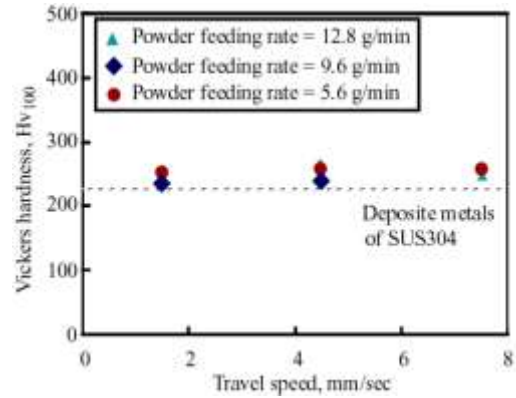 500
400
300
200
100
0
Vickers hardness, Hv100
Powder feeding rate = 12.8 g/min
Powder feeding rate = 9.6 g/min
Powder feeding rate = 5.6 g/min
Deposite metals
of SUS304
0 2 4 6 8
Travel speed, mm/sec